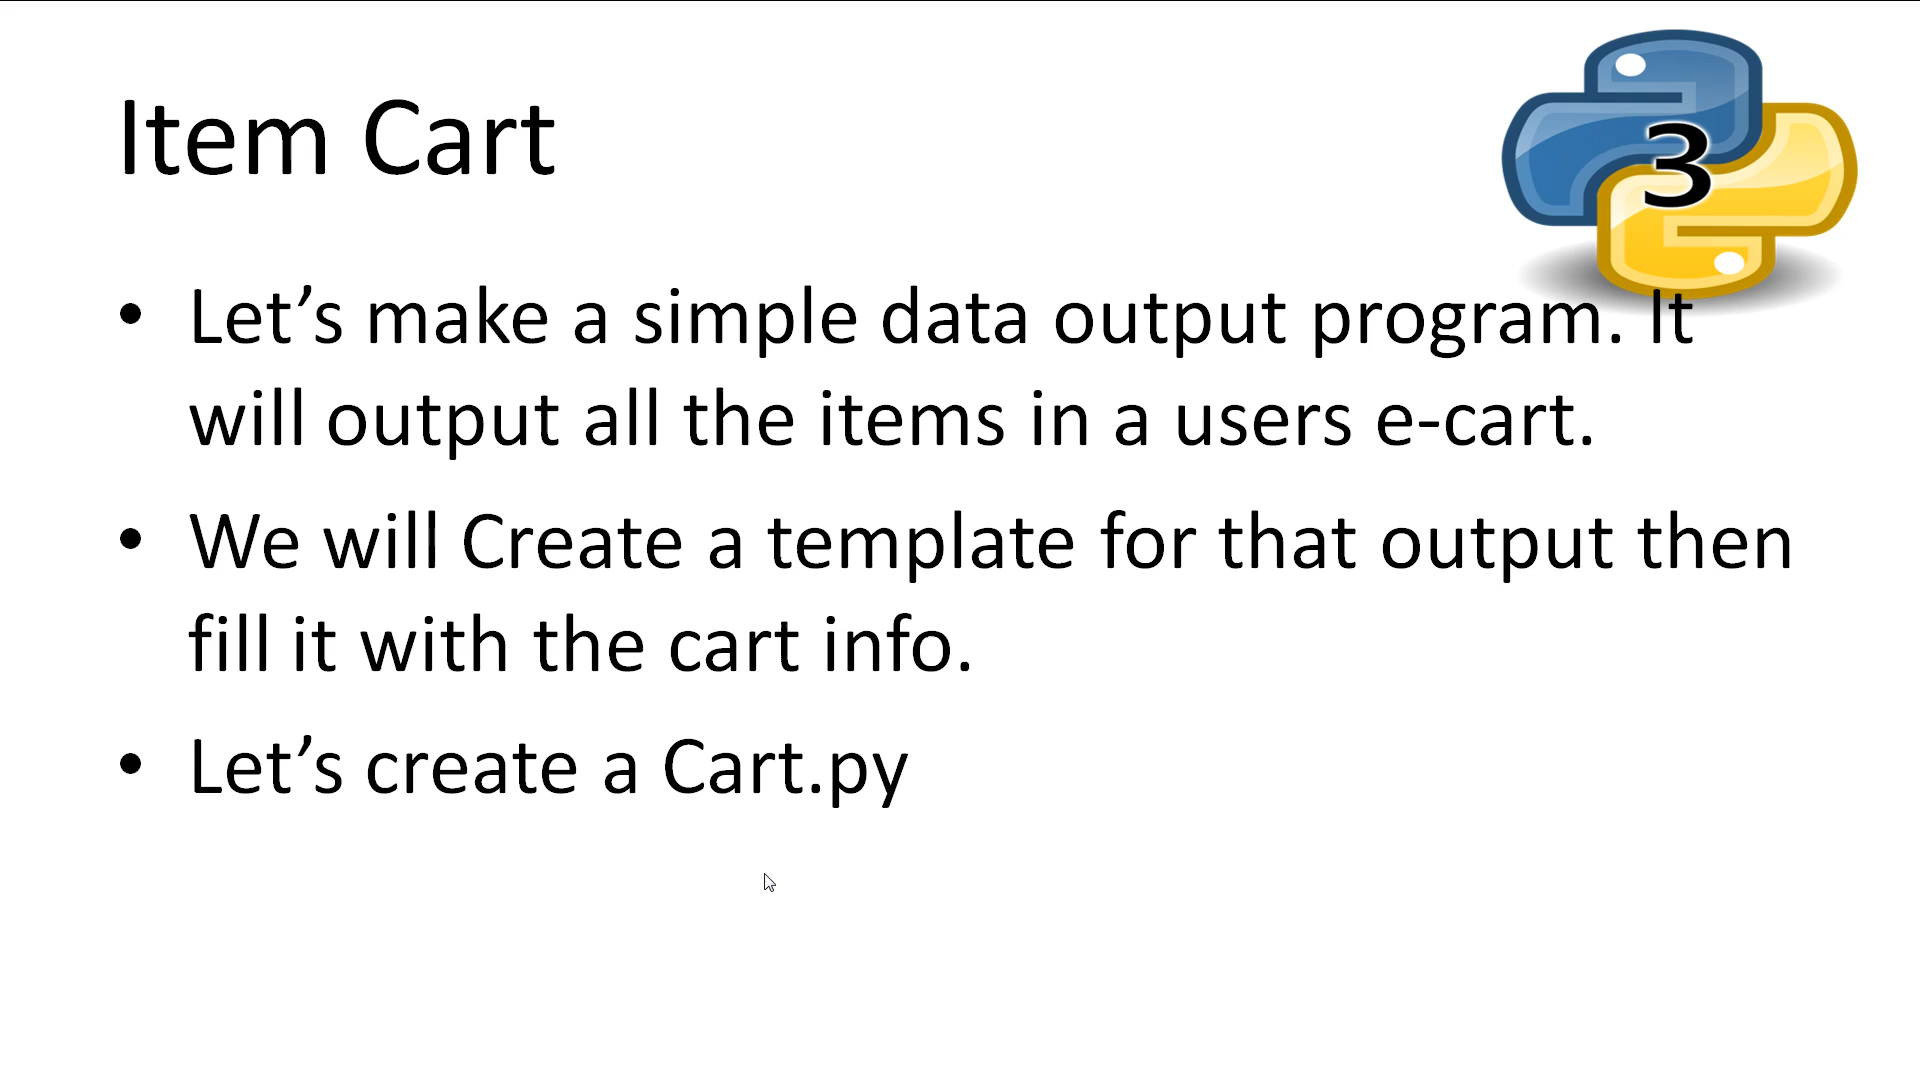 Item Cart
3
• Let’s make a simple data output program. It
will output all the items in a users e-cart.
• We will Create a template for that output then
fill it with the cart info.
• Let’s create a Cart.py